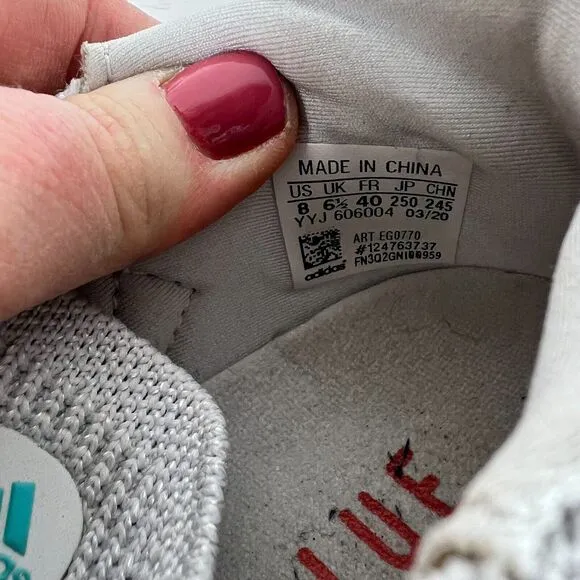 MADE IN CHINA
US UK FR JP CHN
8 6½ 40 250 245
YYJ 606004 03/20
ART EG0770
#124763737
adidas
LUF